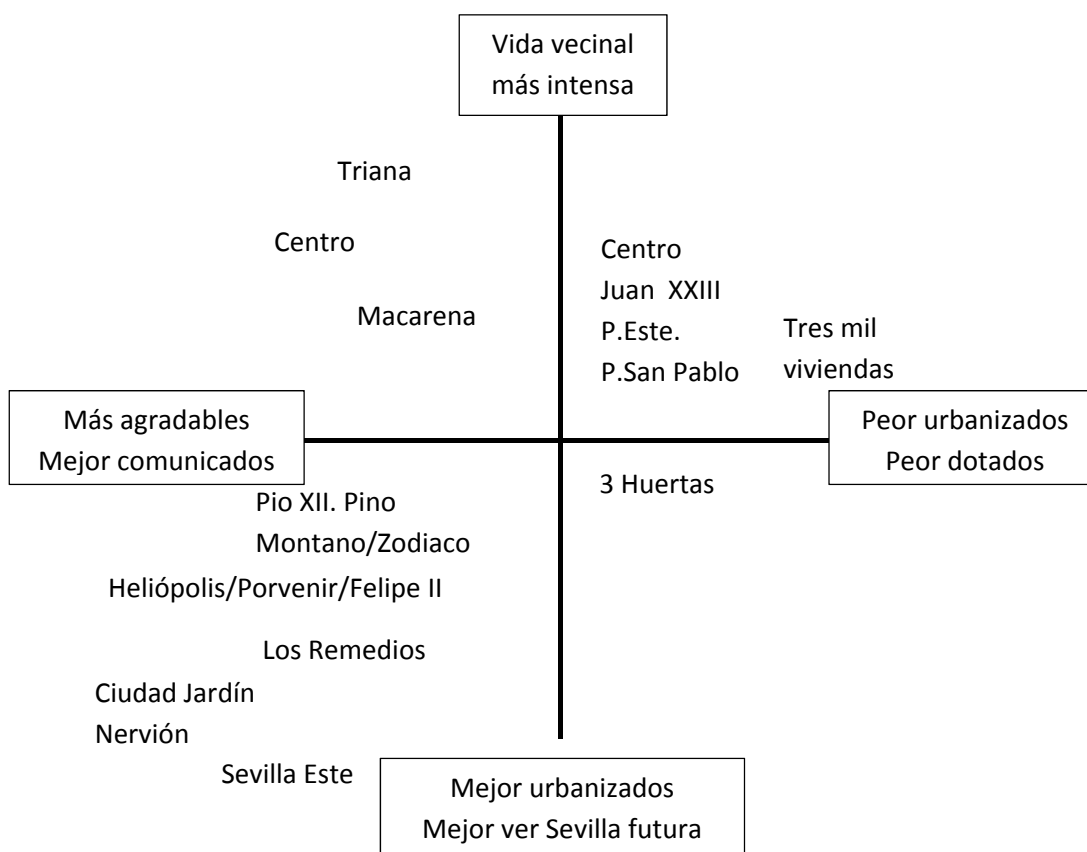 Vida vecinal
más intensa
Triana
Centro
Centro
Juan XXIII
Macarena
P.Este.
Tres mil
P.San Pablo
viviendas
Más agradables
Mejor comunicados
Peor urbanizados
Peor dotados
3 Huertas
Pio XII. Pino
Montano/Zodiaco
Heliópolis/Porvenir/Felipe II
Los Remedios
Ciudad Jardín
Nervión
Sevilla Este
Mejor urbanizados
Mejor ver Sevilla futura